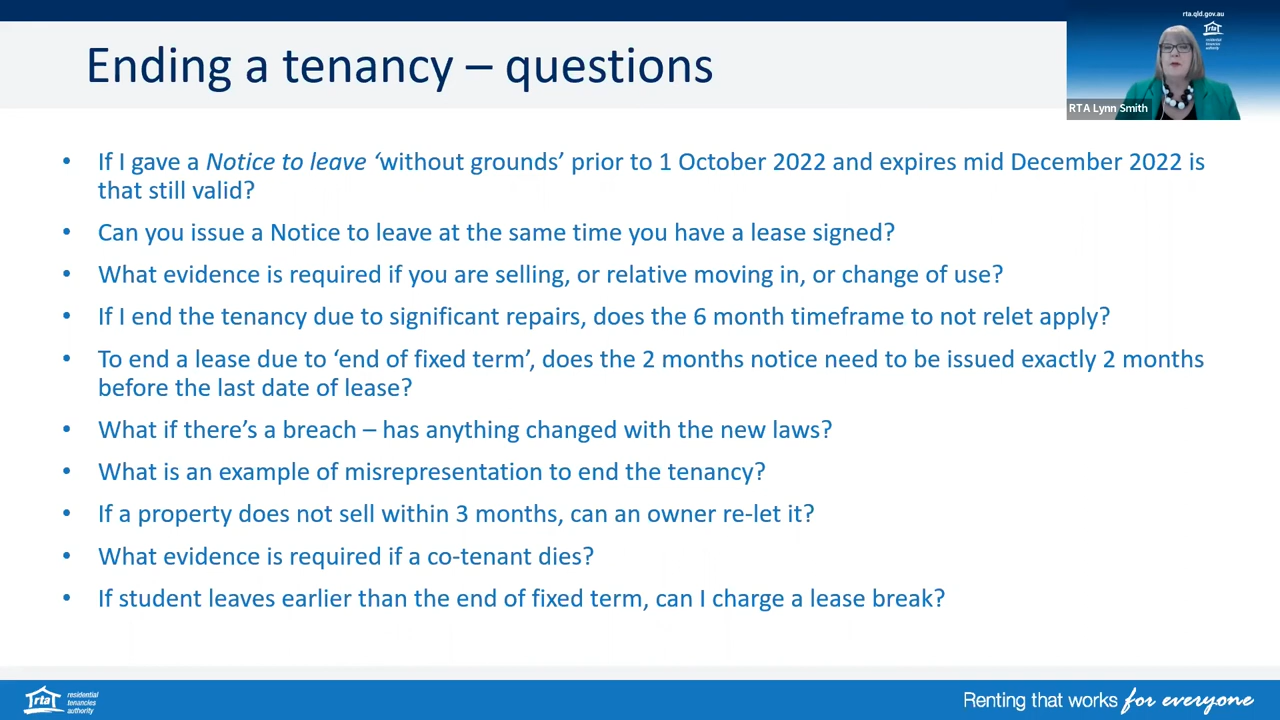 Ending a tenancy – questions
rta.qld.gov.au
rta
residential
tenancies
authority
RTA Lynn Smith
• If I gave a Notice to leave ‘without grounds’ prior to 1 October 2022 and expires mid December 2022 is
that still valid?
• Can you issue a Notice to leave at the same time you have a lease signed?
• What evidence is required if you are selling, or relative moving in, or change of use?
• If I end the tenancy due to significant repairs, does the 6 month timeframe to not relet apply?
• To end a lease due to ‘end of fixed term’, does the 2 months notice need to be issued exactly 2 months
before the last date of lease?
• What if there’s a breach – has anything changed with the new laws?
• What is an example of misrepresentation to end the tenancy?
• If a property does not sell within 3 months, can an owner re-let it?
• What evidence is required if a co-tenant dies?
• If student leaves earlier than the end of fixed term, can I charge a lease break?
rta
residential
tenancies
authority
Renting that works for everyone